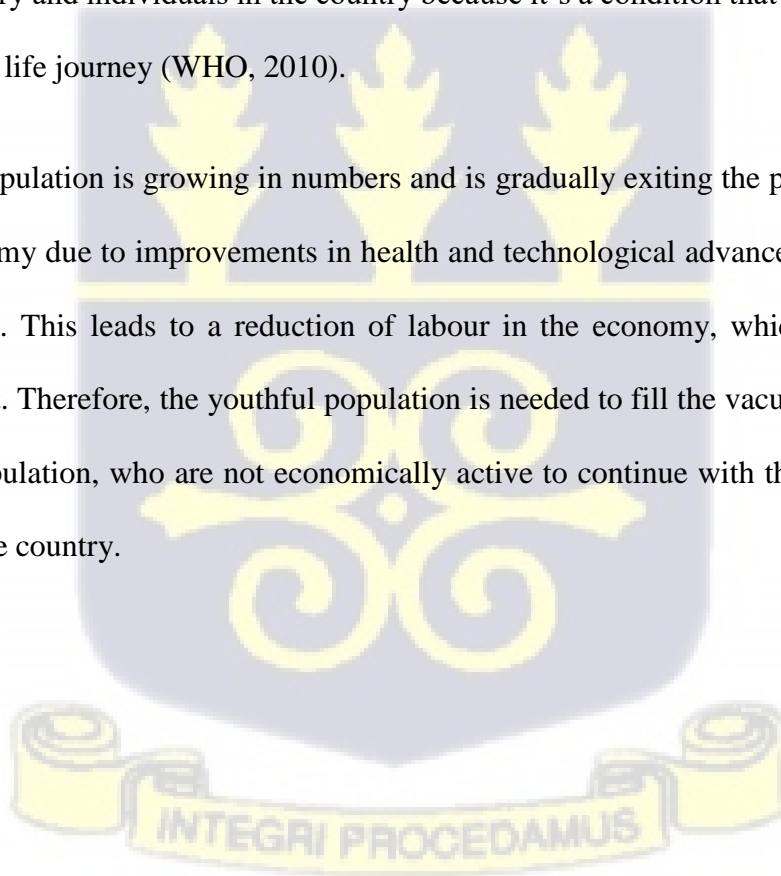 ry and individuals in the country because it's a condition that
life journey (WHO, 2010).
pulation is growing in numbers and is gradually exiting the p
my due to improvements in health and technological advance
. This leads to a reduction of labour in the economy, whic
. Therefore, the youthful population is needed to fill the vacu
pulation, who are not economically active to continue with th
e country.
INTEGRI PROCEDAMUS